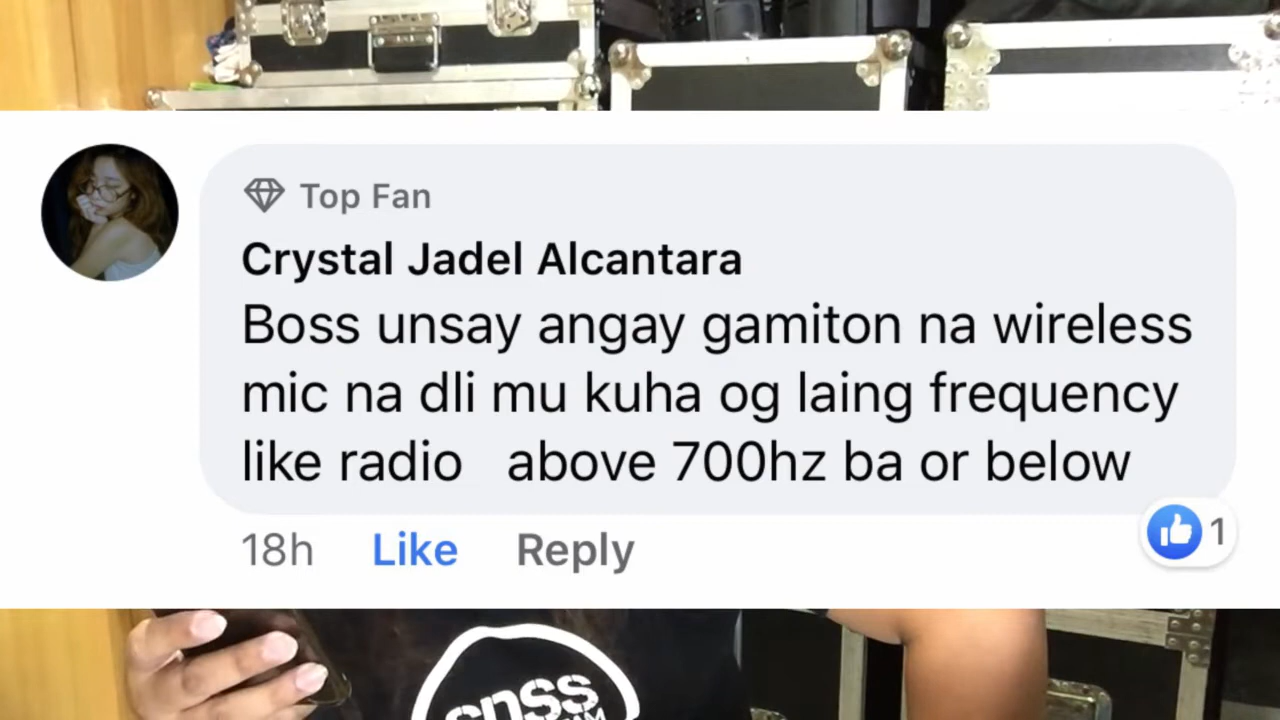 Top Fan
Crystal Jadel Alcantara
Boss unsay angay gamiton na wireless
mic na dli mu kuha og laing frequency
like radio above 700hz ba or below
1
18h Like Reply